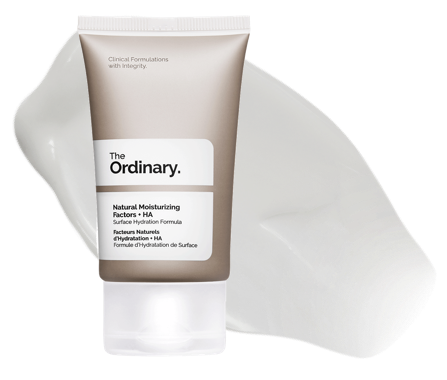 Clinical Formulations
with Integrity.
The
Ordinary.
Natural Moisturizing
Factors + HA
Surface Hydration Formula
Facteurs Naturels
d'Hydratation + HA
Formule d'Hydratation de Surface